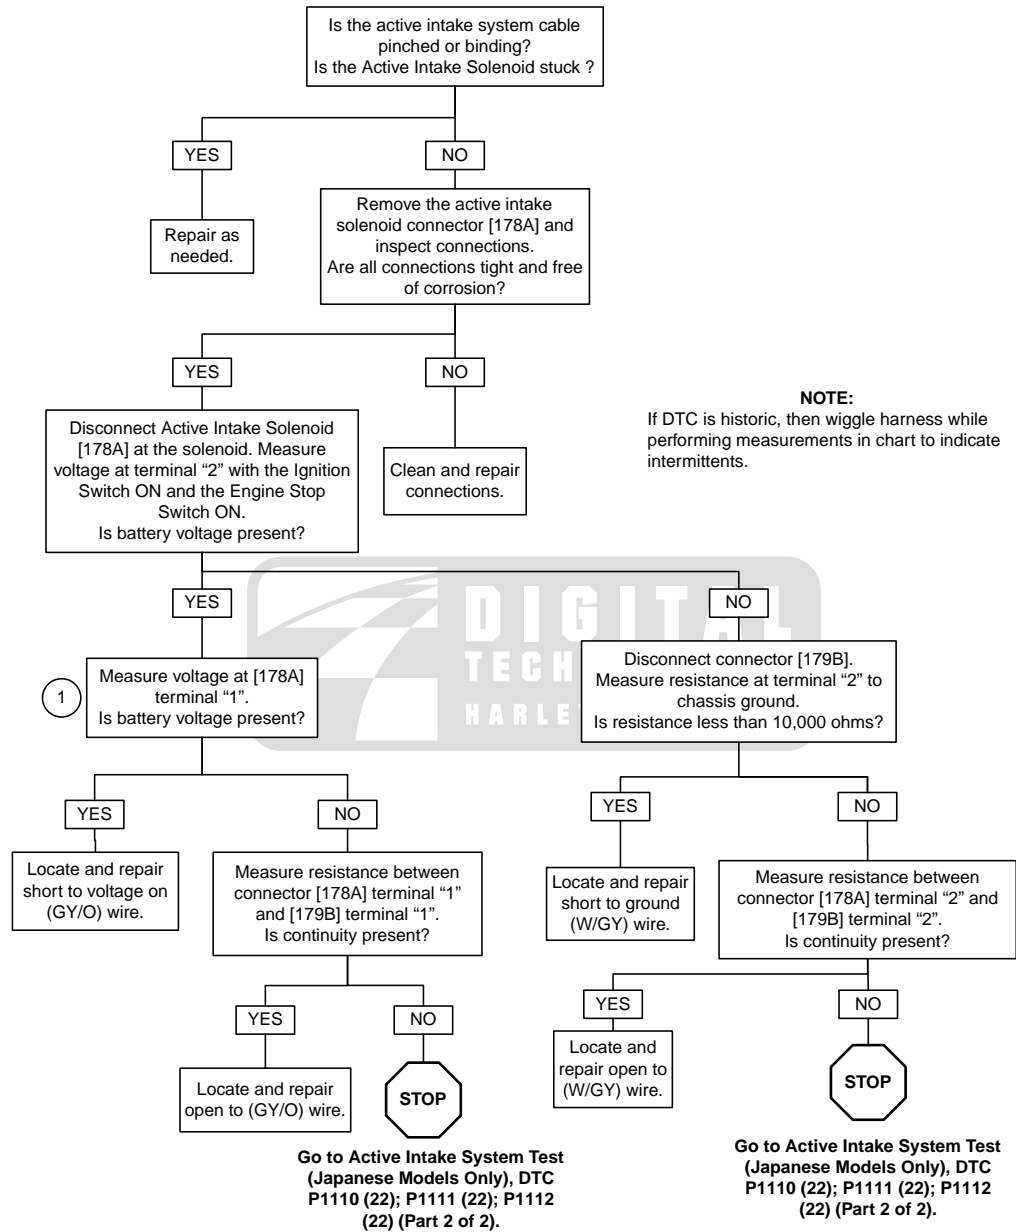 Is the active intake system cable
pinched or binding?
Is the Active Intake Solenoid stuck ?
YES
NO
Repair as
needed.
Remove the active intake
solenoid connector [178A] and
inspect connections.
Are all connections tight and free
of corrosion?
YES
NO
Disconnect Active Intake Solenoid
[178A] at the solenoid. Measure
voltage at terminal “2” with the Ignition
Switch ON and the Engine Stop
Switch ON.
Is battery voltage present?
Clean and repair
connections.
NOTE:
If DTC is historic, then wiggle harness while
performing measurements in chart to indicate
intermittents.
DIGITAL
TECH
HARLE
YES
NO
1
Measure voltage at [178A]
terminal “1”.
Is battery voltage present?
Disconnect connector [179B].
Measure resistance at terminal “2” to
chassis ground.
Is resistance less than 10,000 ohms?
YES
NO
YES
NO
Locate and repair
short to voltage on
(GY/O) wire.
Measure resistance between
connector [178A] terminal “1”
and [179B] terminal “1”.
Is continuity present?
Locate and repair
short to ground
(W/GY) wire.
Measure resistance between
connector [178A] terminal “2” and
[179B] terminal “2”.
Is continuity present?
YES
NO
YES
NO
Locate and repair
open to (GY/O) wire.
STOP
Locate and
repair open to
(W/GY) wire.
STOP
Go to Active Intake System Test
(Japanese Models Only), DTC
P1110 (22); P1111 (22); P1112
(22) (Part 2 of 2).
Go to Active Intake System Test
(Japanese Models Only), DTC
P1110 (22); P1111 (22); P1112
(22) (Part 2 of 2).